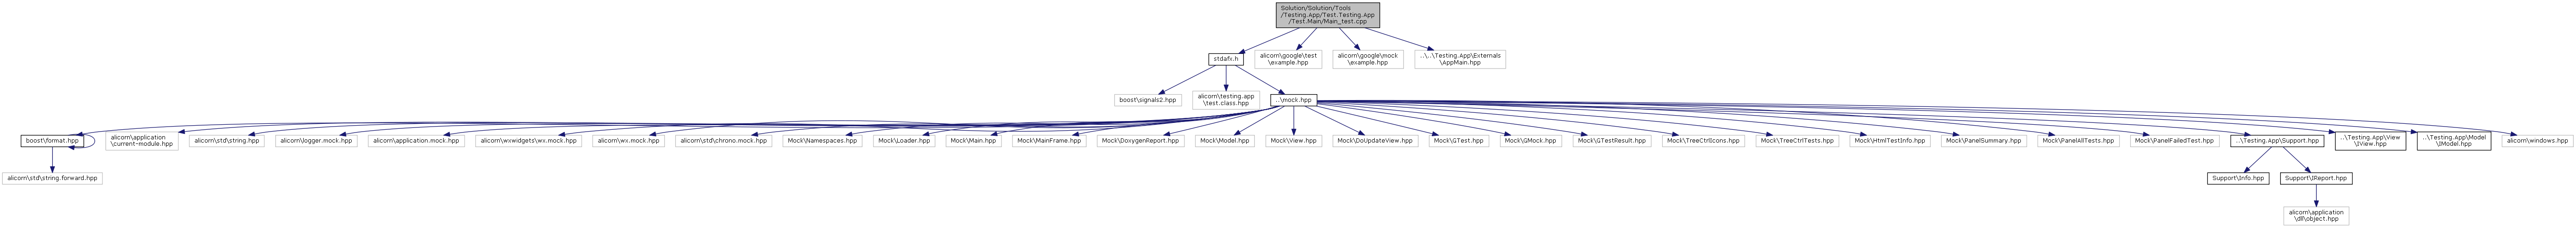 Solution/Solution/Tools
/Testing.App/Test.Testing.App
/Test.Main/Main_test.cpp
stdafx.h
alicorn\google\test
\example.hpp
alicorn\google\mock
\example.hpp
..\..\Testing.App\Externals
\AppMain.hpp
boost\signals2.hpp
alicorn\testing.app
\test.class.hpp
..\mock.hpp
boost\format.hpp
alicorn\application
\current-module.hpp
alicorn\std\string.hpp
alicorn\logger.mock.hpp
alicorn\application.mock.hpp
alicorn\wxwidgets\wx.mock.hpp
alicorn\wx.mock.hpp
alicorn\std\chrono.mock.hpp
Mock\Namespaces.hpp
Mock\Loader.hpp
Mock\Main.hpp
Mock\MainFrame.hpp
Mock\DoxygenReport.hpp
Mock\Model.hpp
Mock\View.hpp
Mock\DoUpdateView.hpp
Mock\GTest.hpp
Mock\GMock.hpp
Mock\GTestResult.hpp
Mock\TreeCtrlIcons.hpp
Mock\TreeCtrlTests.hpp
Mock\HtmlTestInfo.hpp
Mock\PanelSummary.hpp
Mock\PanelAllTests.hpp
Mock\PanelFailedTest.hpp
..\Testing.App\Support.hpp
..\Testing.App\View
\IView.hpp
..\Testing.App\Model
\IModel.hpp
alicorn\windows.hpp
alicorn\std\string.forward.hpp
Support\Info.hpp
Support\IReport.hpp
alicorn\application
\dll\object.hpp